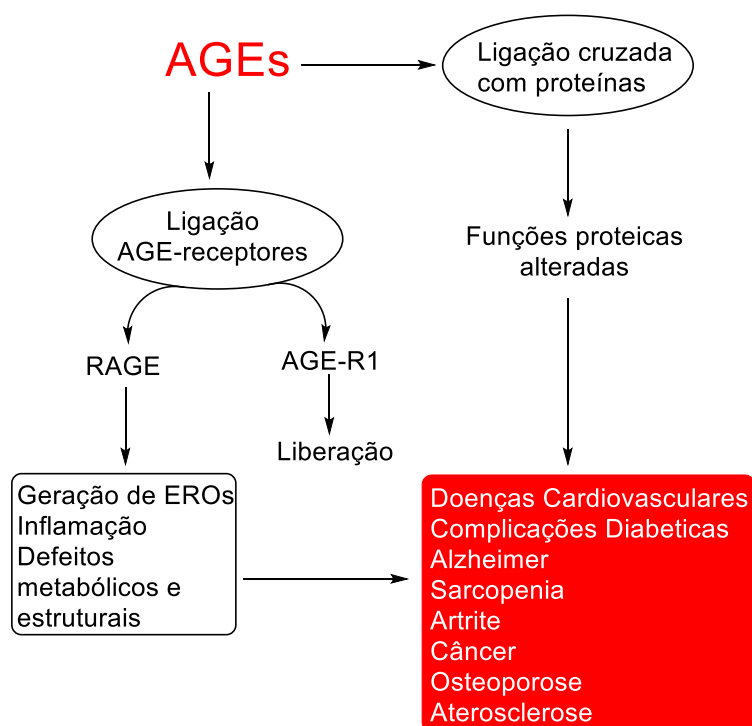 AGEs
Ligação cruzada
com proteínas
Ligação
AGE-receptores
Funções proteicas
alteradas
RAGE
AGE-R1
Liberação
Geração de EROs
Inflamação
Defeitos
metabólicos e
estruturais
Doenças Cardiovasculares
Complicações Diabeticas
Alzheimer
Sarcopenia
Artrite
Câncer
Osteoporose
Aterosclerose